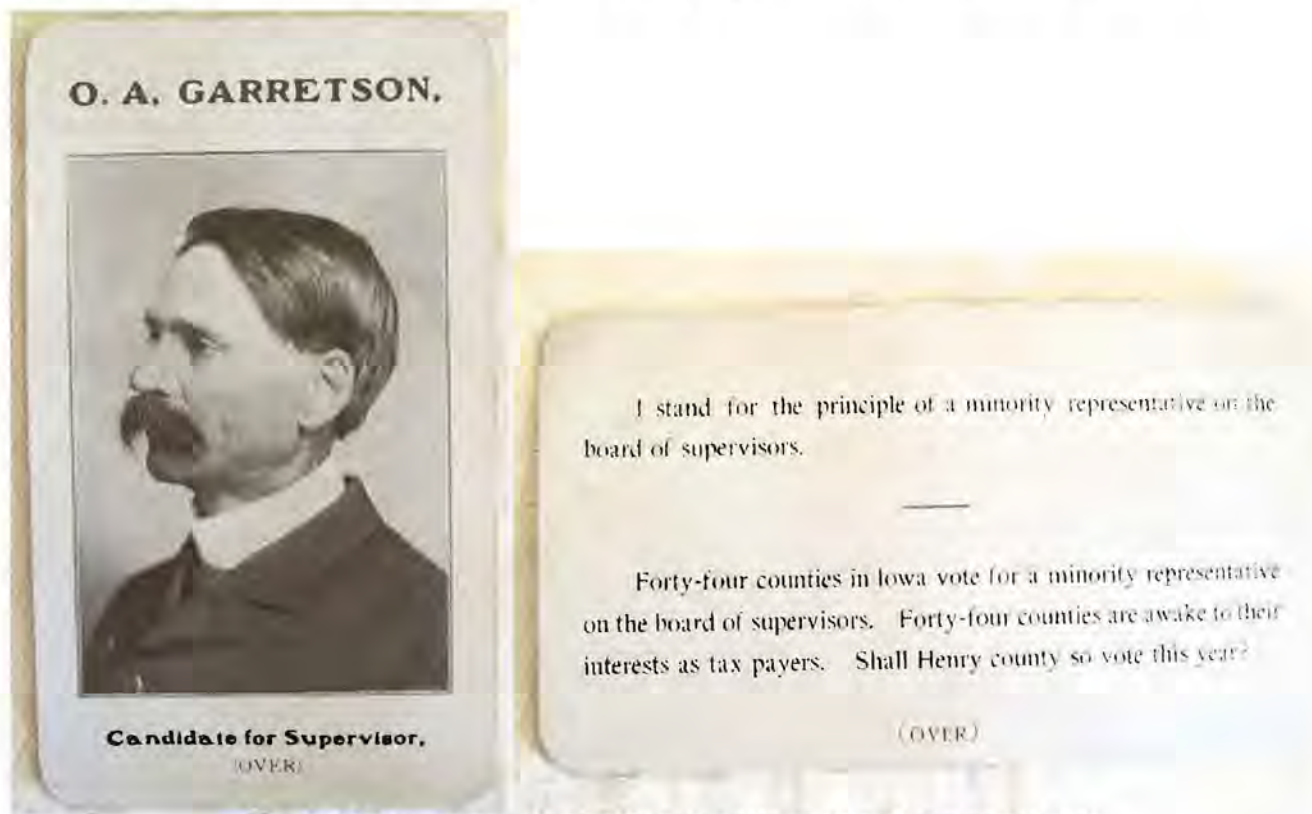 O. A. GARRETSON.
Candidate for Supervisor,
(OVER)
I stand for the principle of a minority representative on the
board of supervisors.
Forty-four counties in Iowa vote for a minority representative
on the board of supervisors. Forty-four counties are awake to their
interests as tax payers. Shall Henry county so vote this year?
(OVER)